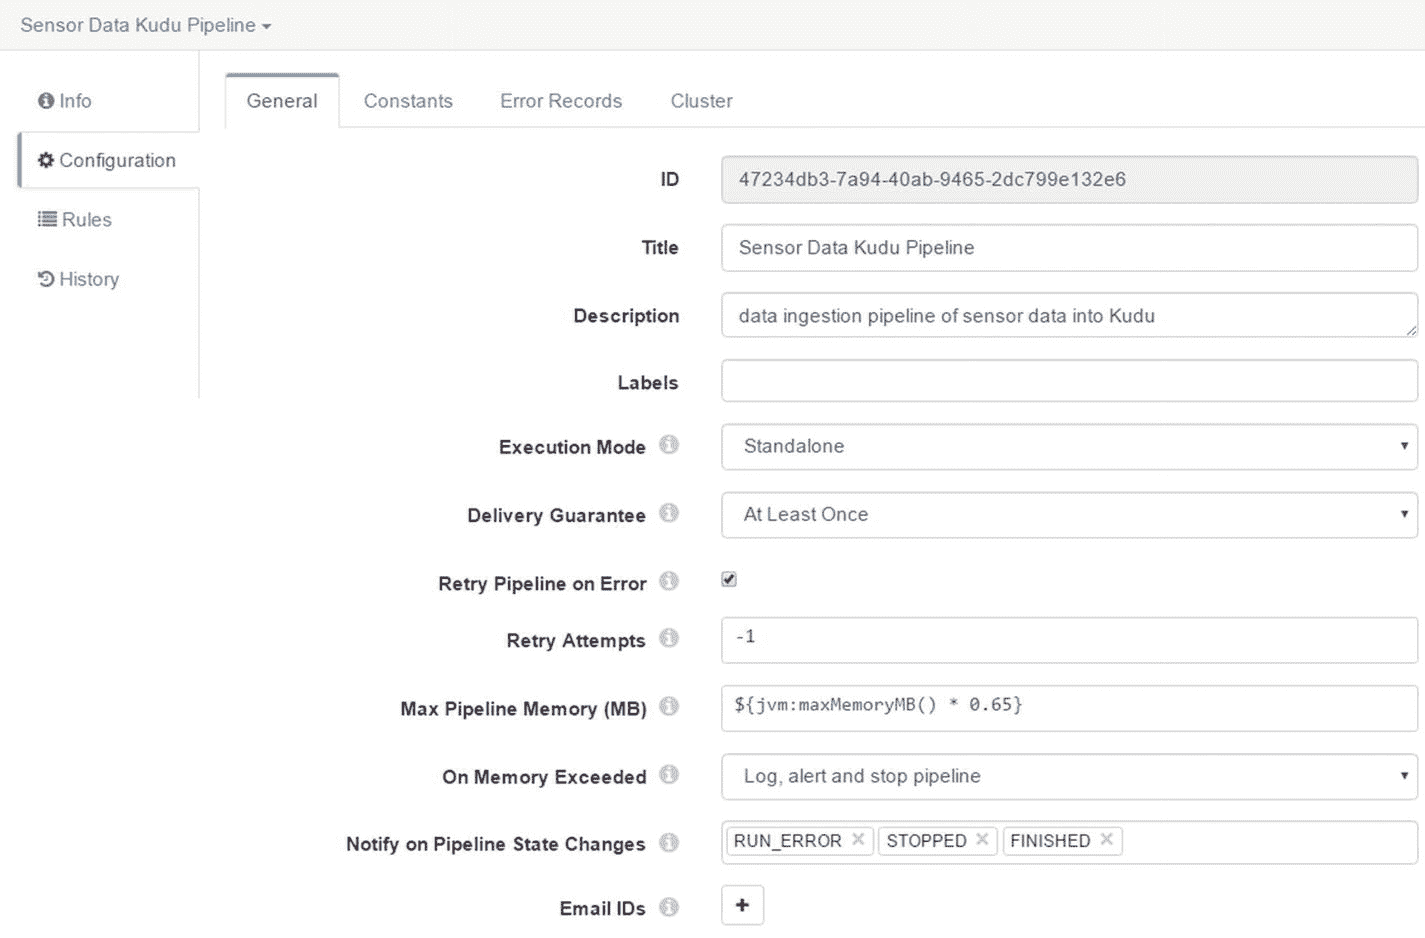 Sensor Data Kudu Pipeline
Info
Configuration
Rules
History
General Constants Error Records Cluster
ID 47234db3-7a94-40ab-9465-2dc799e132e6
Title Sensor Data Kudu Pipeline
Description data ingestion pipeline of sensor data into Kudu
Labels
Execution Mode Standalone
Delivery Guarantee At Least Once
Retry Pipeline on Error
Retry Attempts -1
Max Pipeline Memory (MB) ${jvm:maxMemoryMB() * 0.65}
On Memory Exceeded Log, alert and stop pipeline
Notify on Pipeline State Changes RUN_ERROR × STOPPED × FINISHED ×
Email IDs +